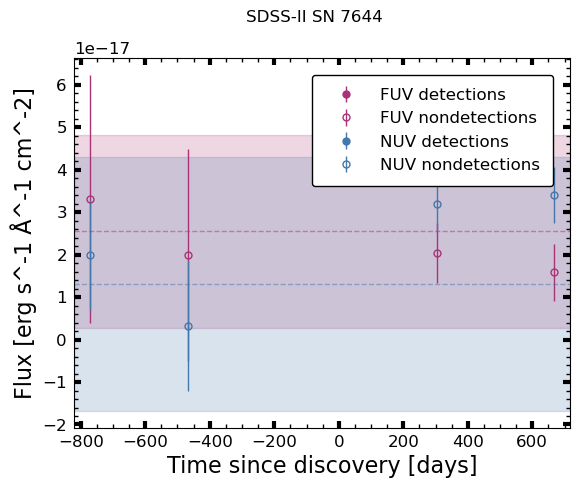 SDSS-II SN 7644
1e−17
FUV detections
FUV nondetections
NUV detections
NUV nondetections
6
5
4
3
2
1
0
−1
−2
Flux [erg s^-1 Å^-1 cm^-2]
−800 −600 −400 −200 0 200 400 600
Time since discovery [days]